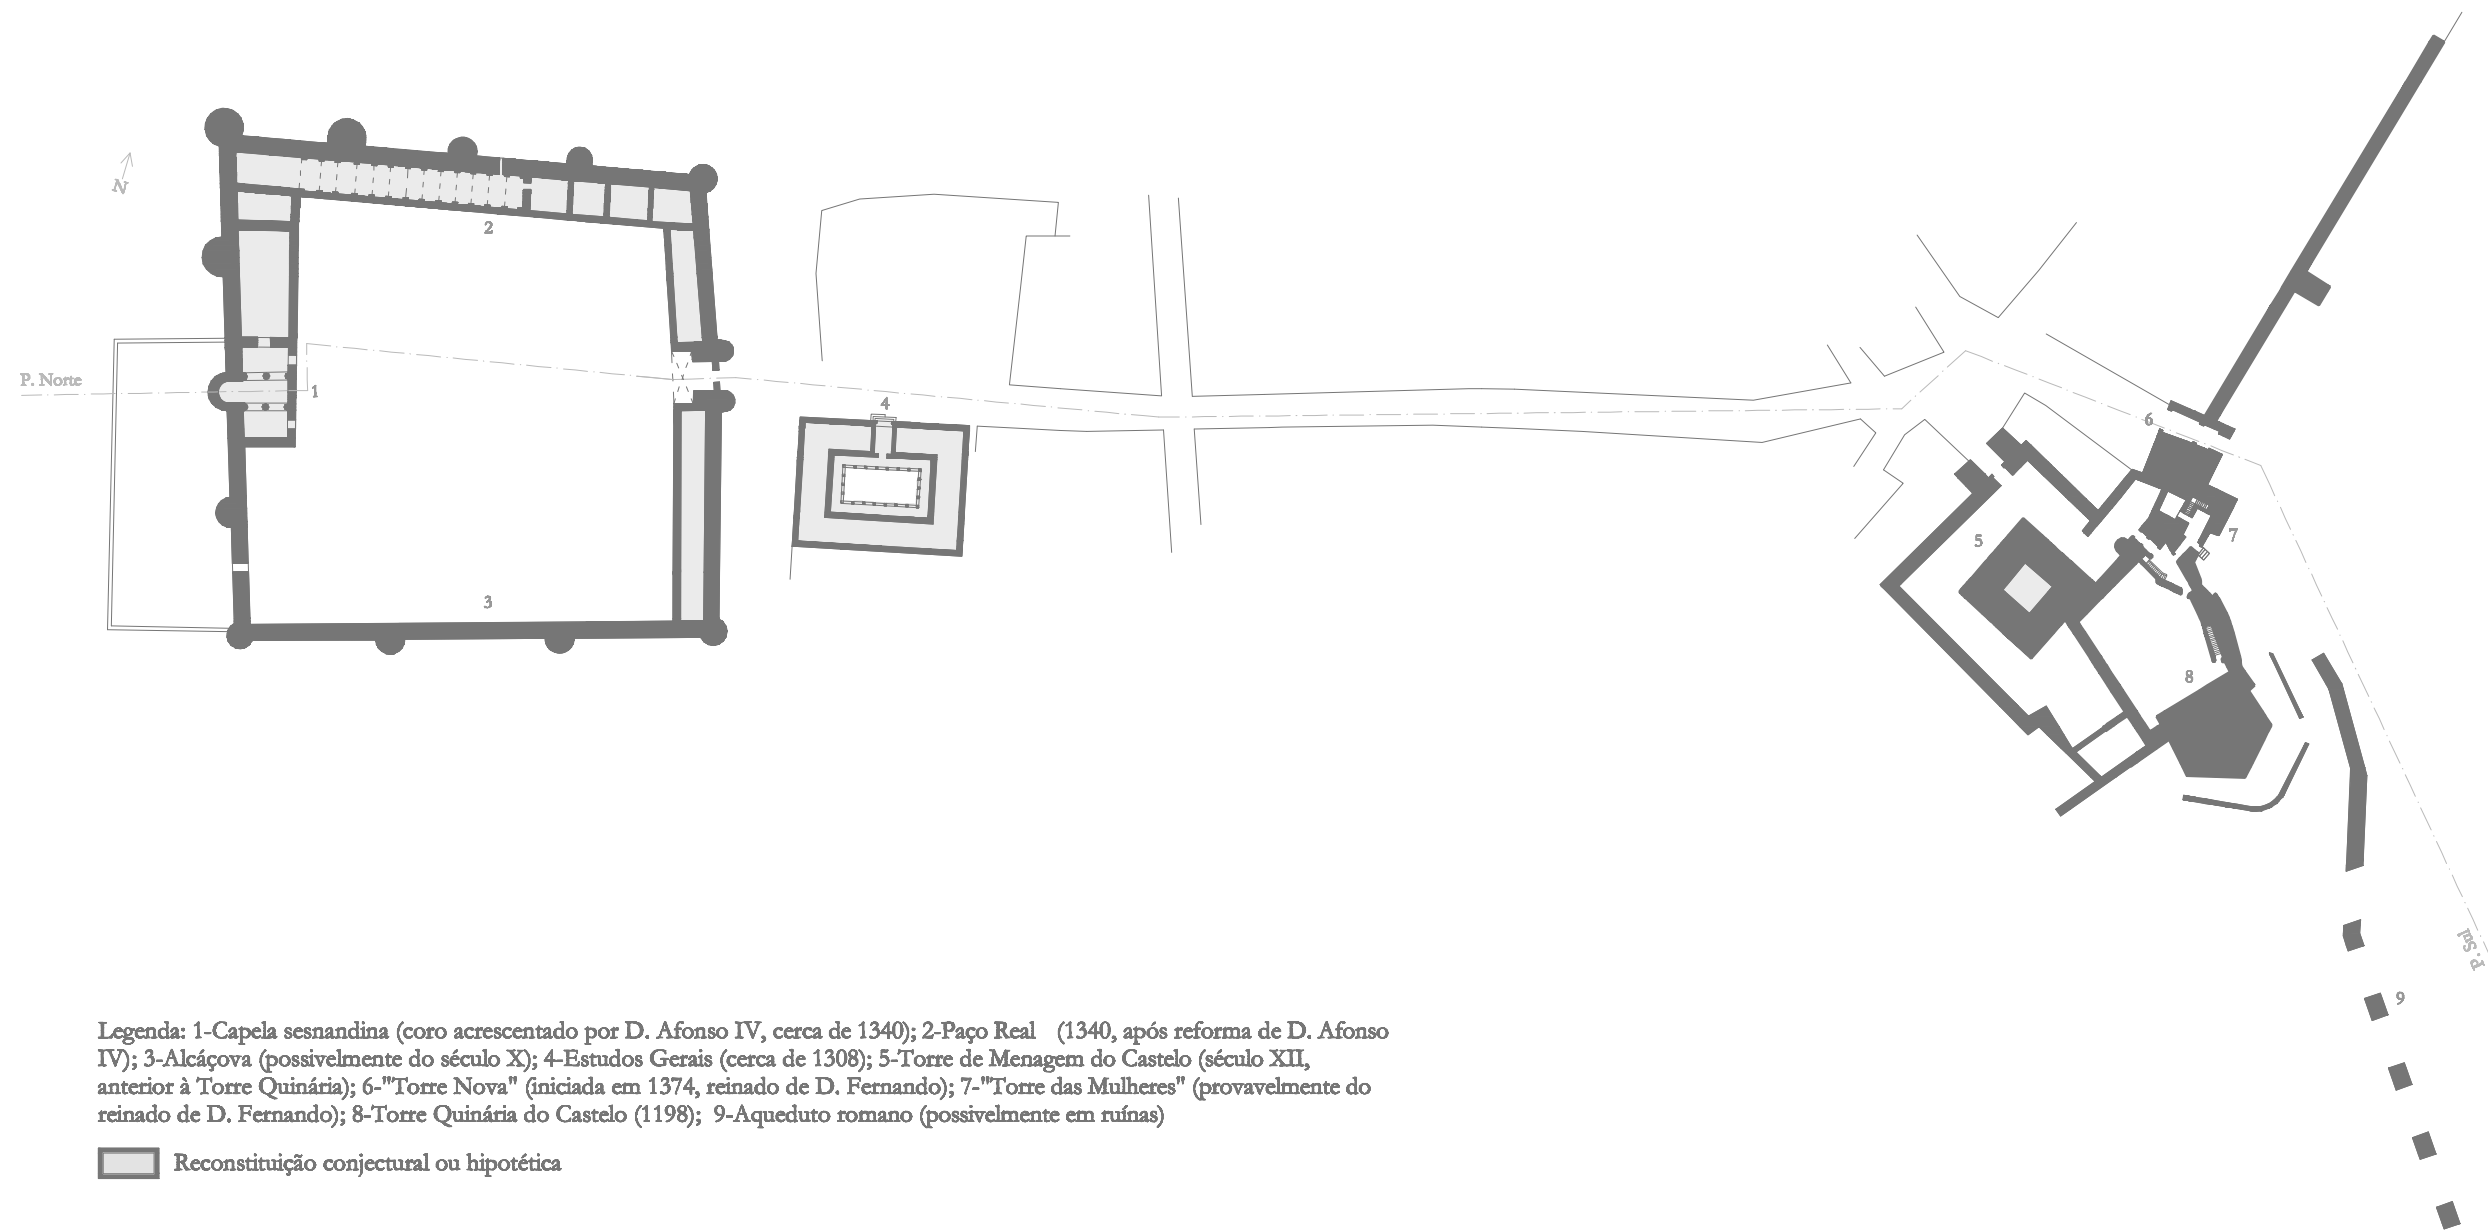 N
P. Norte
1
2
3
4
5
6
7
8
9
P. Sul
Legenda: 1-Capela sesnandina (coro acrescentado por D. Afonso IV, cerca de 1340); 2-Paço Real (1340, após reforma de D. Afonso
IV); 3-Alcáçova (possivelmente do século X); 4-Estudos Gerais (cerca de 1308); 5-Torre de Menagem do Castelo (século XII,
anterior à Torre Quinária); 6-"Torre Nova" (iniciada em 1374, reinado de D. Fernando); 7-"Torre das Mulheres" (provavelmente do
reinado de D. Fernando); 8-Torre Quinária do Castelo (1198); 9-Aqueduto romano (possivelmente em ruínas)
Reconstituição conjectural ou hipotética